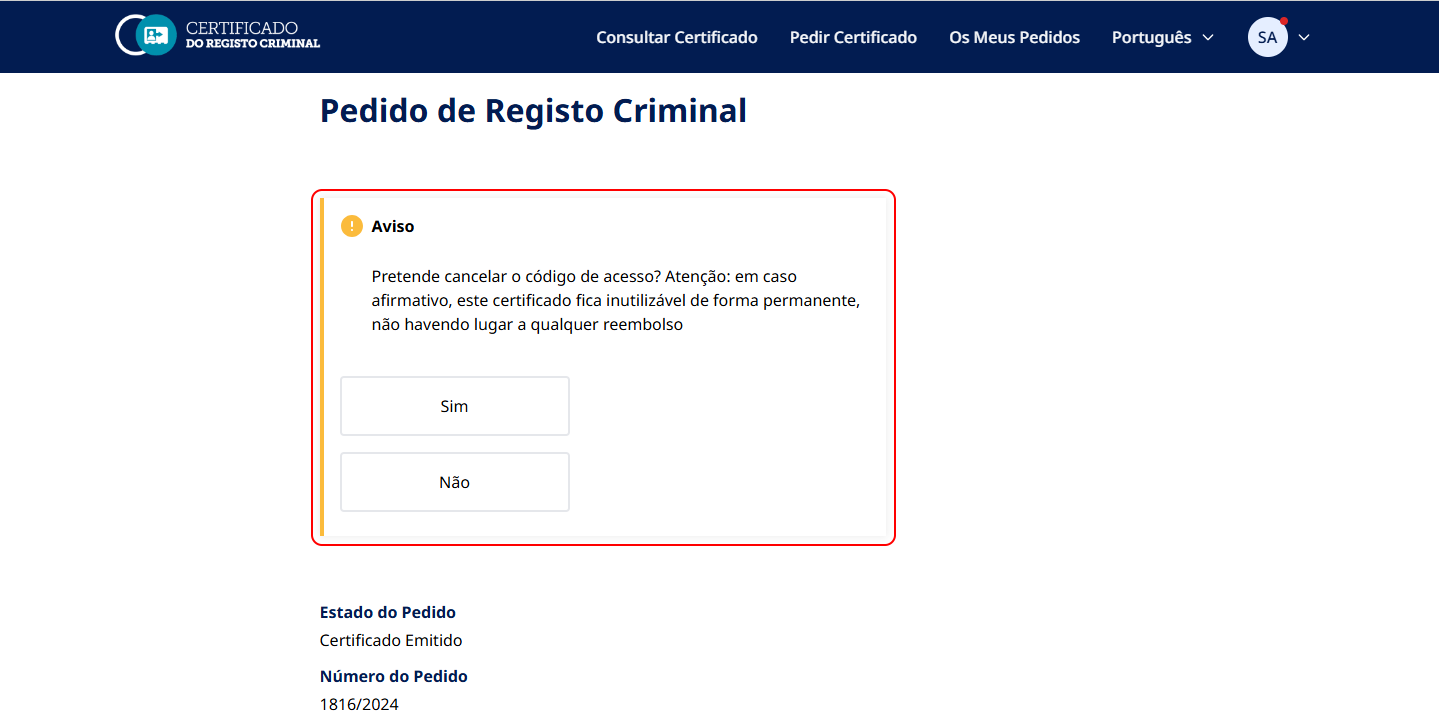 CERTIFICADO
DO REGISTO CRIMINAL
Consultar Certificado
Pedir Certificado
Os Meus Pedidos
Português
SA
Pedido de Registo Criminal
Aviso
Pretende cancelar o código de acesso? Atenção: em caso
afirmativo, este certificado fica inutilizável de forma permanente,
não havendo lugar a qualquer reembolso
Sim
Não
Estado do Pedido
Certificado Emitido
Número do Pedido
1816/2024